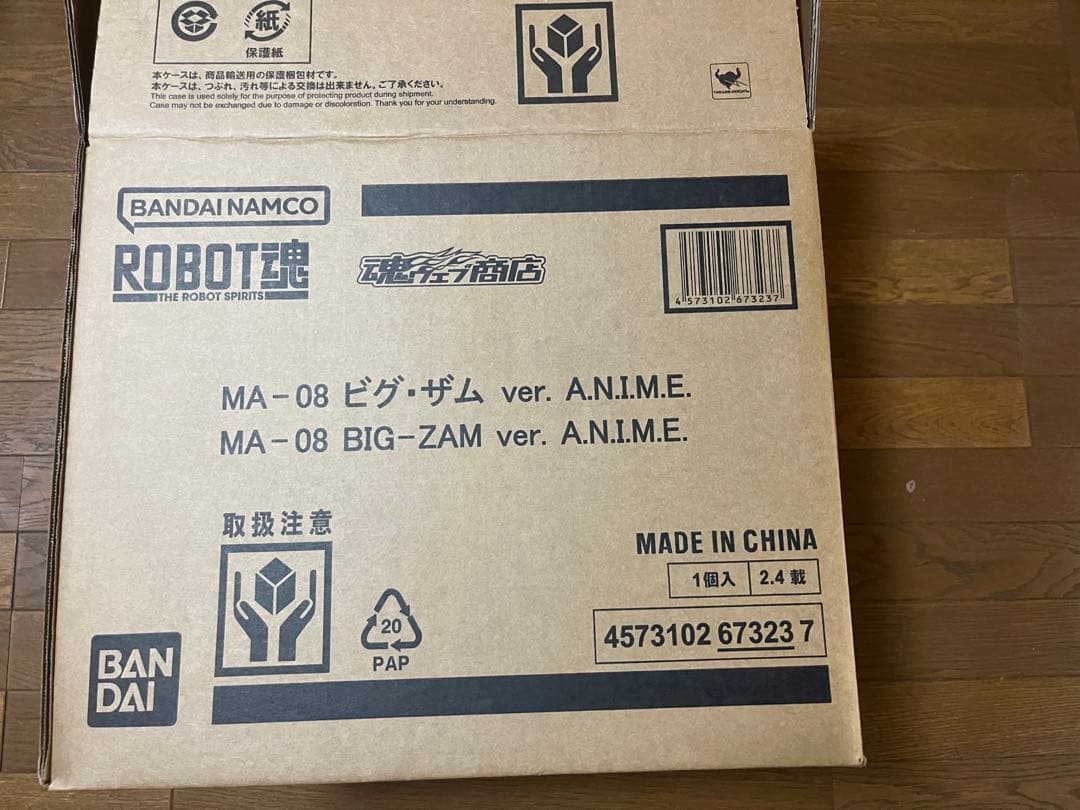 紙
保護紙
本ケースは、商品輸送用の保護梱包材です。
本ケースは、つぶれ、汚れ等による交換は出来ません。ご了承ください。
This case is used solely for the purpose of protecting product during shipment.
Case may not be exchanged due to damage or discoloration. Thank you for your understanding.
BANDAI NAMCO
ROBOT魂
THE ROBOT SPIRITS
魂ウェブ商店
4 573102 673237
MA-08 ビグ・ザム ver. A.N.I.M.E.
MA-08 BIG-ZAM ver. A.N.I.M.E.
取扱注意
MADE IN CHINA
1個入 2.4 載
20
PAP
4573102 67323 7
BAN
DAI